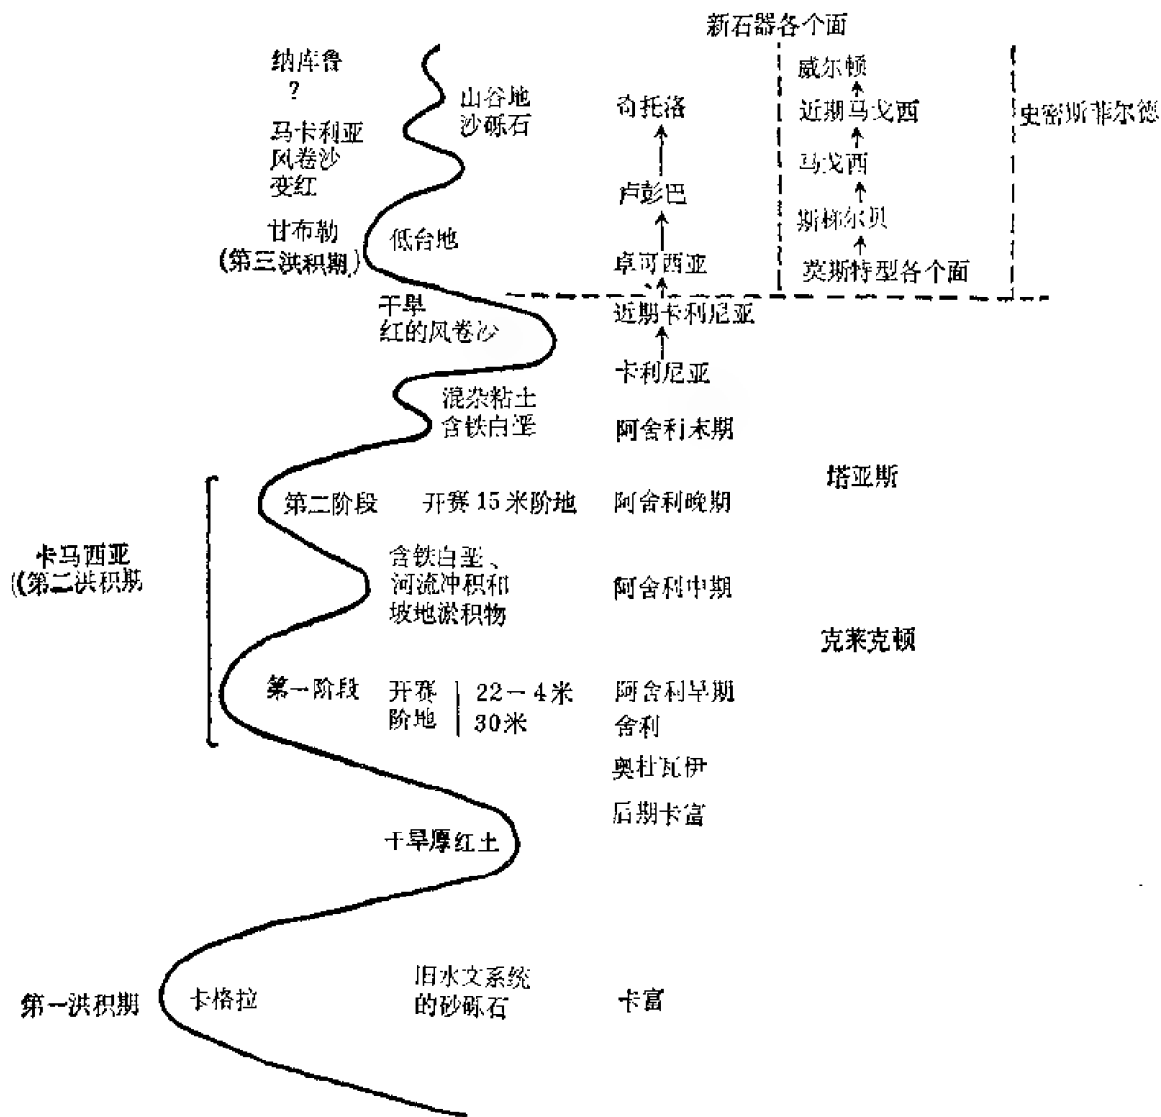 新石器各个面
纳库鲁
?
山谷地
沙砾石
奇托洛
威尔顿
近期马戈西
史密斯菲尔德
马卡利亚
风卷沙
变红
马戈西
卢彭巴
斯梯尔贝
甘布勒
(第三洪积期)
低台地
卓可西亚
莫斯特型各个面
干旱
红的风卷沙
近期卡利尼亚
卡利尼亚
混杂粘土
含铁白垩
阿舍利末期
塔亚斯
第二阶段
开赛15米阶地
阿舍利晚期
卡马西亚
((第二洪积期
含铁白垩、
河流冲积和
坡地淤积物
阿舍利中期
克莱克顿
第一阶段
开赛
阶地
22－4米
30米
阿舍利早期
舍利
奥杜瓦伊
后期卡富
干旱厚红土
第一洪积期
卡格拉
旧水文系统
的砂砾石
卡富